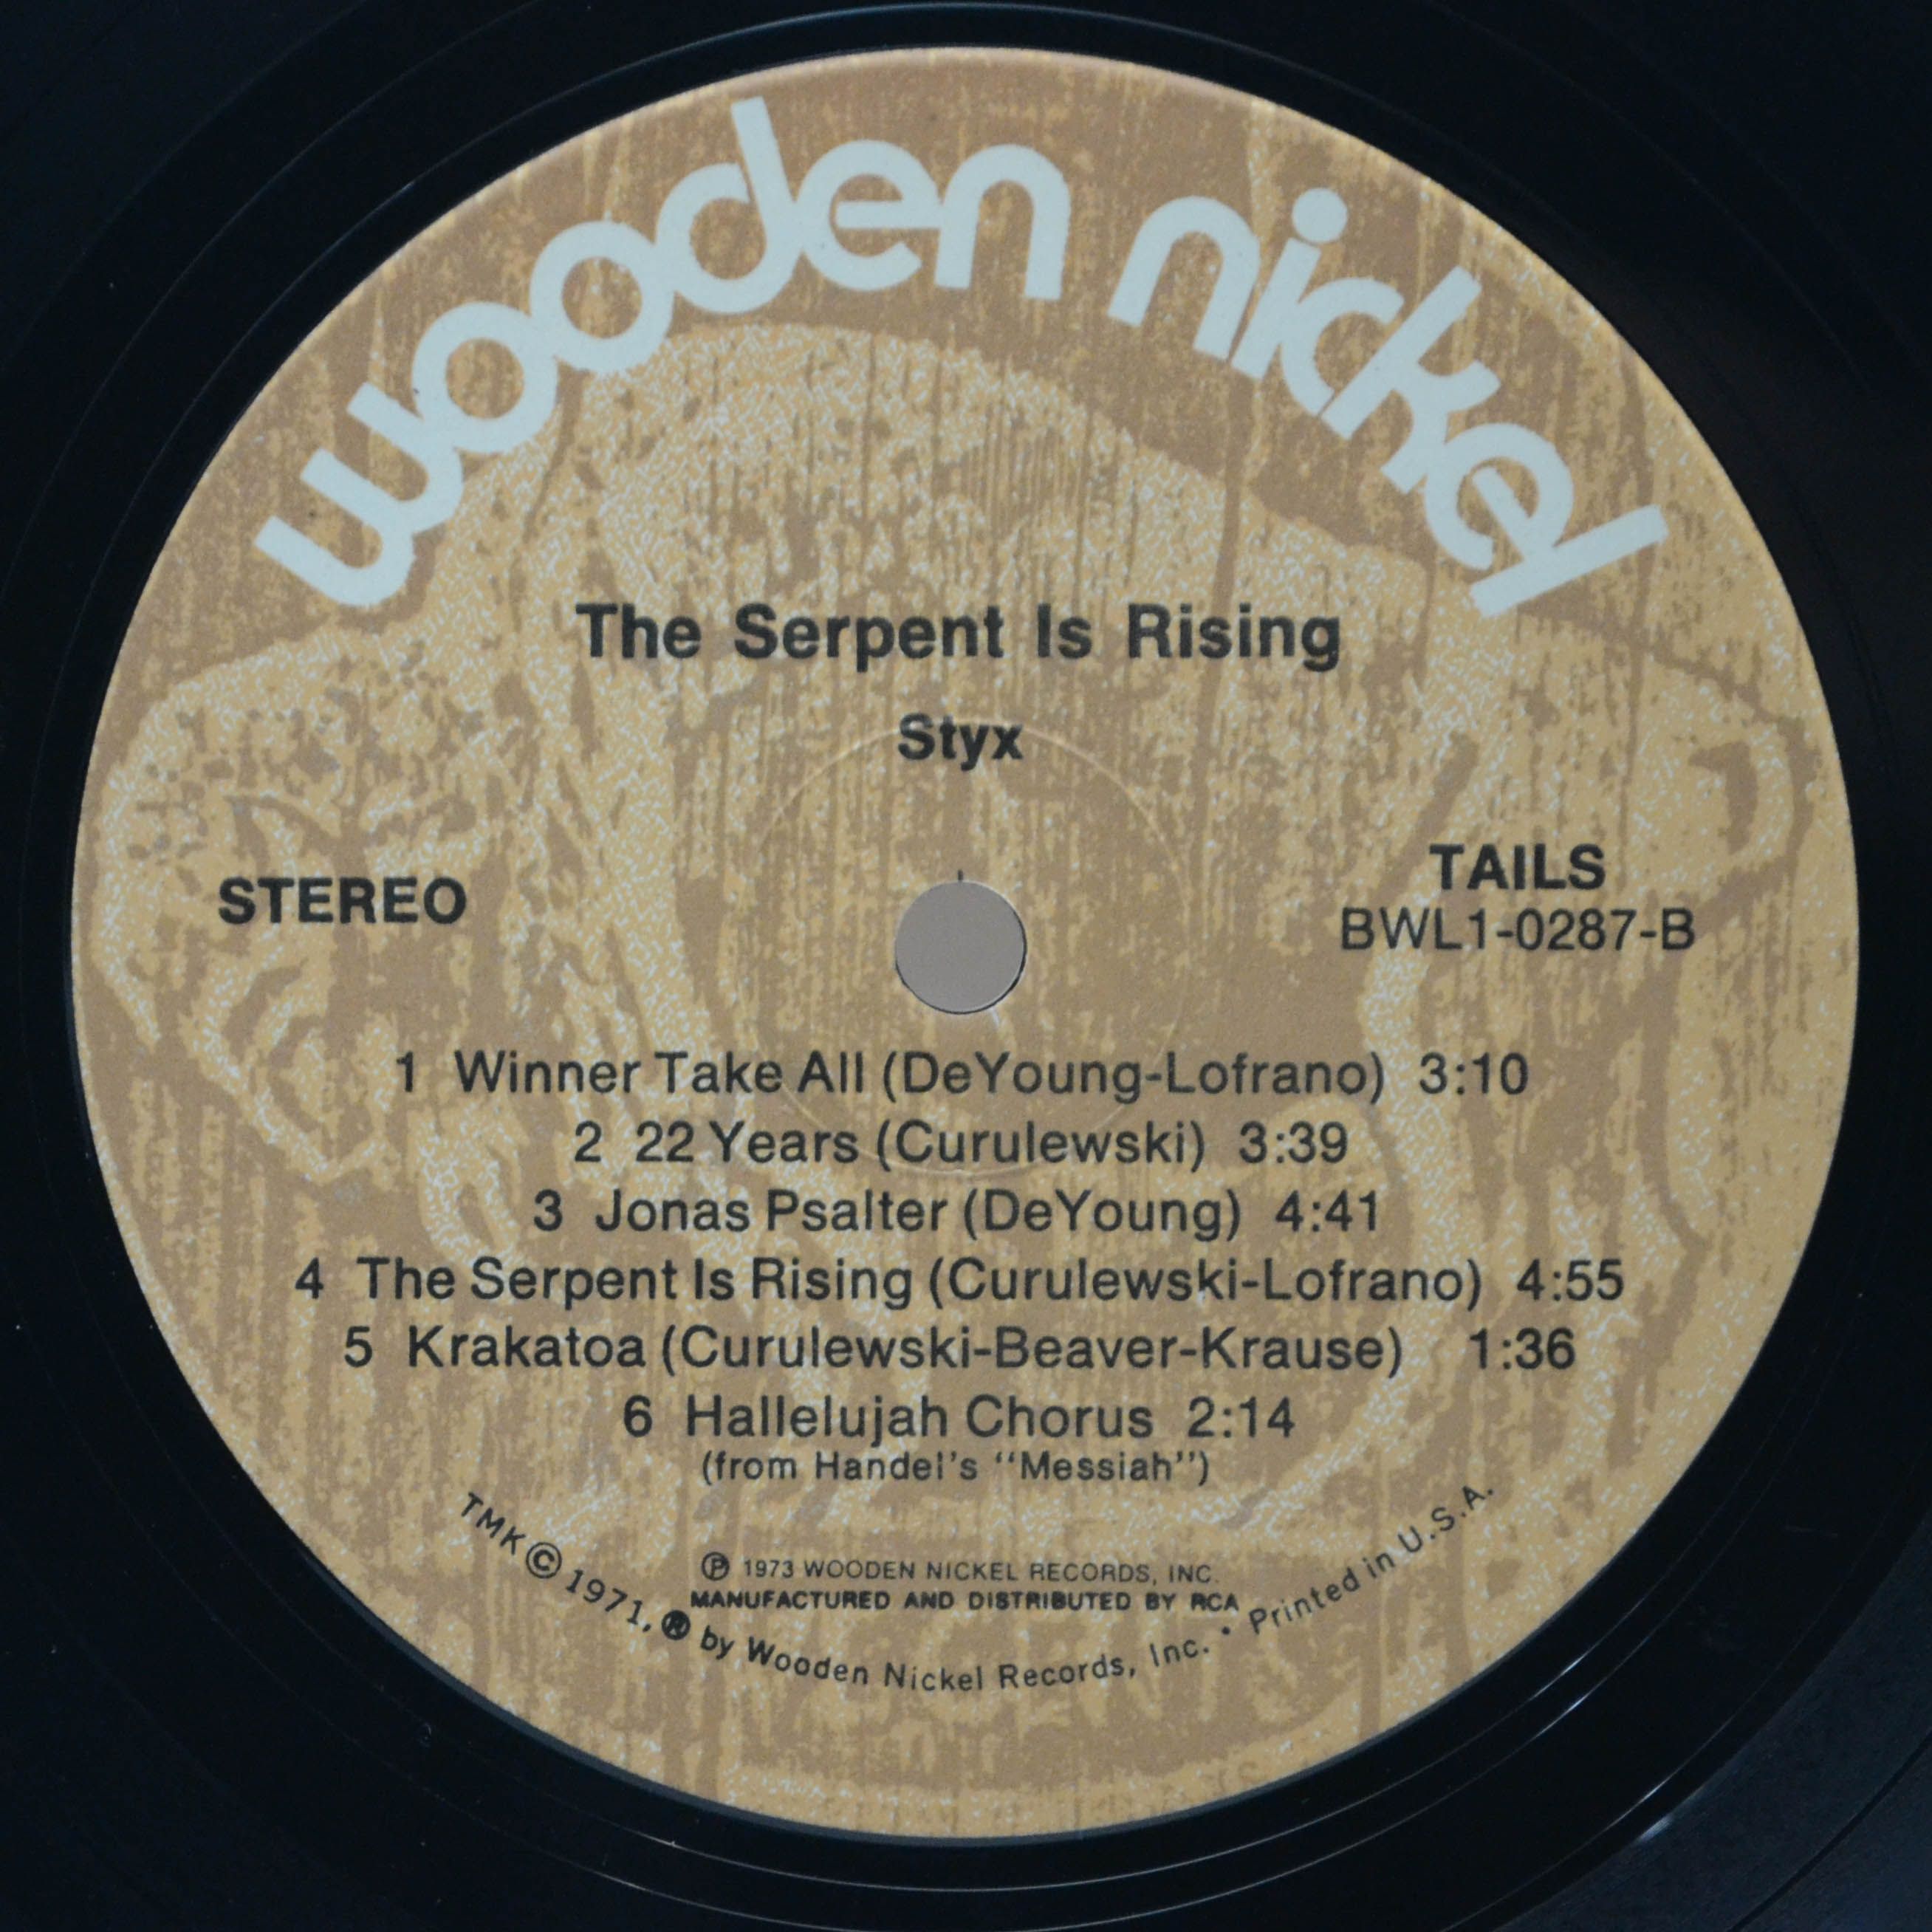 wooden nickel
The Serpent Is Rising
Styx
STEREO
TAILS
BWL1-0287-B
1 Winner Take All (DeYoung-Lofrano) 3:10
2 22 Years (Curulewski) 3:39
3 Jonas Psalter (DeYoung) 4:41
4 The Serpent Is Rising (Curulewski-Lofrano) 4:55
5 Krakatoa (Curulewski-Beaver-Krause) 1:36
6 Hallelujah Chorus 2:14
(from Handel's "Messiah")
℗ 1973 WOODEN NICKEL RECORDS, INC.
MANUFACTURED AND DISTRIBUTED BY RCA
TMK © 1971, ® by Wooden Nickel Records, Inc. • Printed in U.S.A.